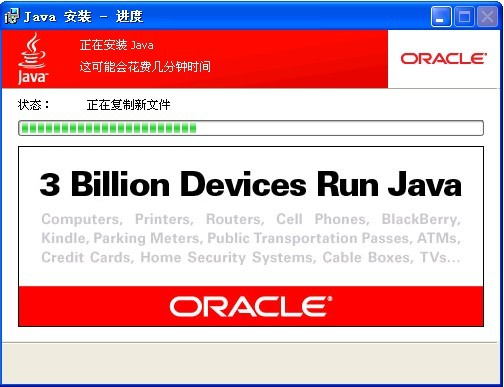 Java 安装 - 进度
正在安装 Java
这可能会花费几分钟时间
Java™
ORACLE®
状态： 正在复制新文件
3 Billion Devices Run Java
Computers, Printers, Routers, Cell Phones, BlackBerry,
Kindle, Parking Meters, Public Transportation Passes, ATMs,
Credit Cards, Home Security Systems, Cable Boxes, TVs...
ORACLE®